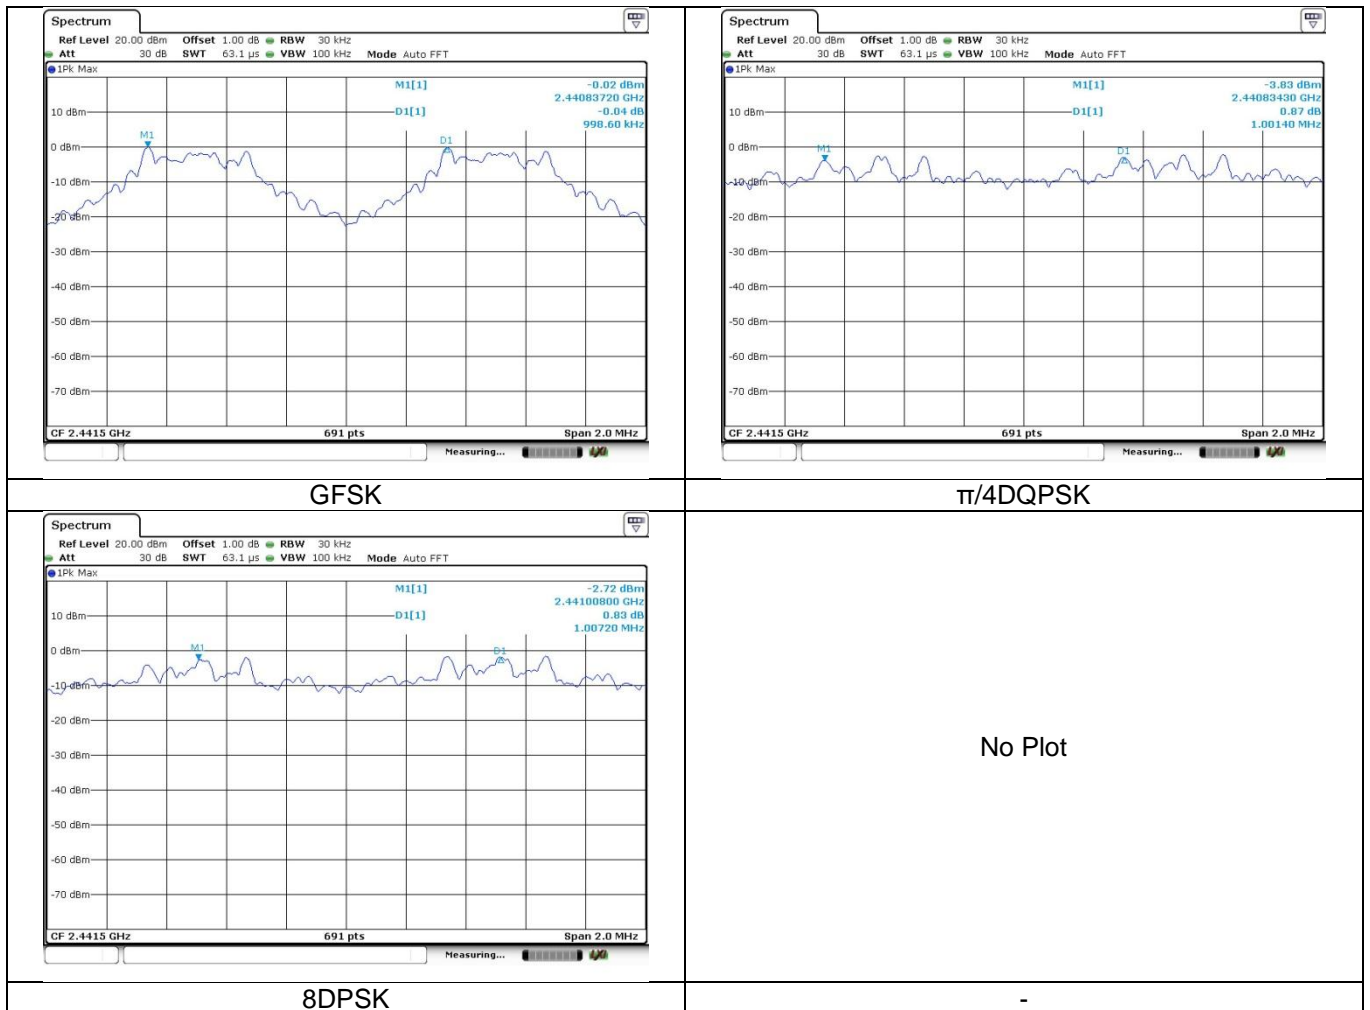 Spectrum
Ref Level 20.00 dBm Offset 1.00 dB RBW 30 kHz
Att 30 dB SWT 63.1 µs VBW 100 kHz Mode Auto FFT
1Pk Max
M1[1] -0.02 dBm
2.44083720 GHz
D1[1] -0.04 dB
998.60 kHz
10 dBm
M1
D1
0 dBm
-10 dBm
-20 dBm
-30 dBm
-40 dBm
-50 dBm
-60 dBm
-70 dBm
CF 2.4415 GHz 691 pts Span 2.0 MHz
Measuring...
GFSK
Spectrum
Ref Level 20.00 dBm Offset 1.00 dB RBW 30 kHz
Att 30 dB SWT 63.1 µs VBW 100 kHz Mode Auto FFT
1Pk Max
M1[1] -3.83 dBm
2.44083430 GHz
D1[1] 0.87 dB
1.00140 MHz
10 dBm
0 dBm
M1
D1
-10 dBm
-20 dBm
-30 dBm
-40 dBm
-50 dBm
-60 dBm
-70 dBm
CF 2.4415 GHz 691 pts Span 2.0 MHz
Measuring...
π/4DQPSK
Spectrum
Ref Level 20.00 dBm Offset 1.00 dB RBW 30 kHz
Att 30 dB SWT 63.1 µs VBW 100 kHz Mode Auto FFT
1Pk Max
M1[1] -2.72 dBm
2.44100800 GHz
D1[1] 0.83 dB
1.00720 MHz
10 dBm
0 dBm
M1
D1
-10 dBm
-20 dBm
-30 dBm
-40 dBm
-50 dBm
-60 dBm
-70 dBm
CF 2.4415 GHz 691 pts Span 2.0 MHz
Measuring...
8DPSK
No Plot
-